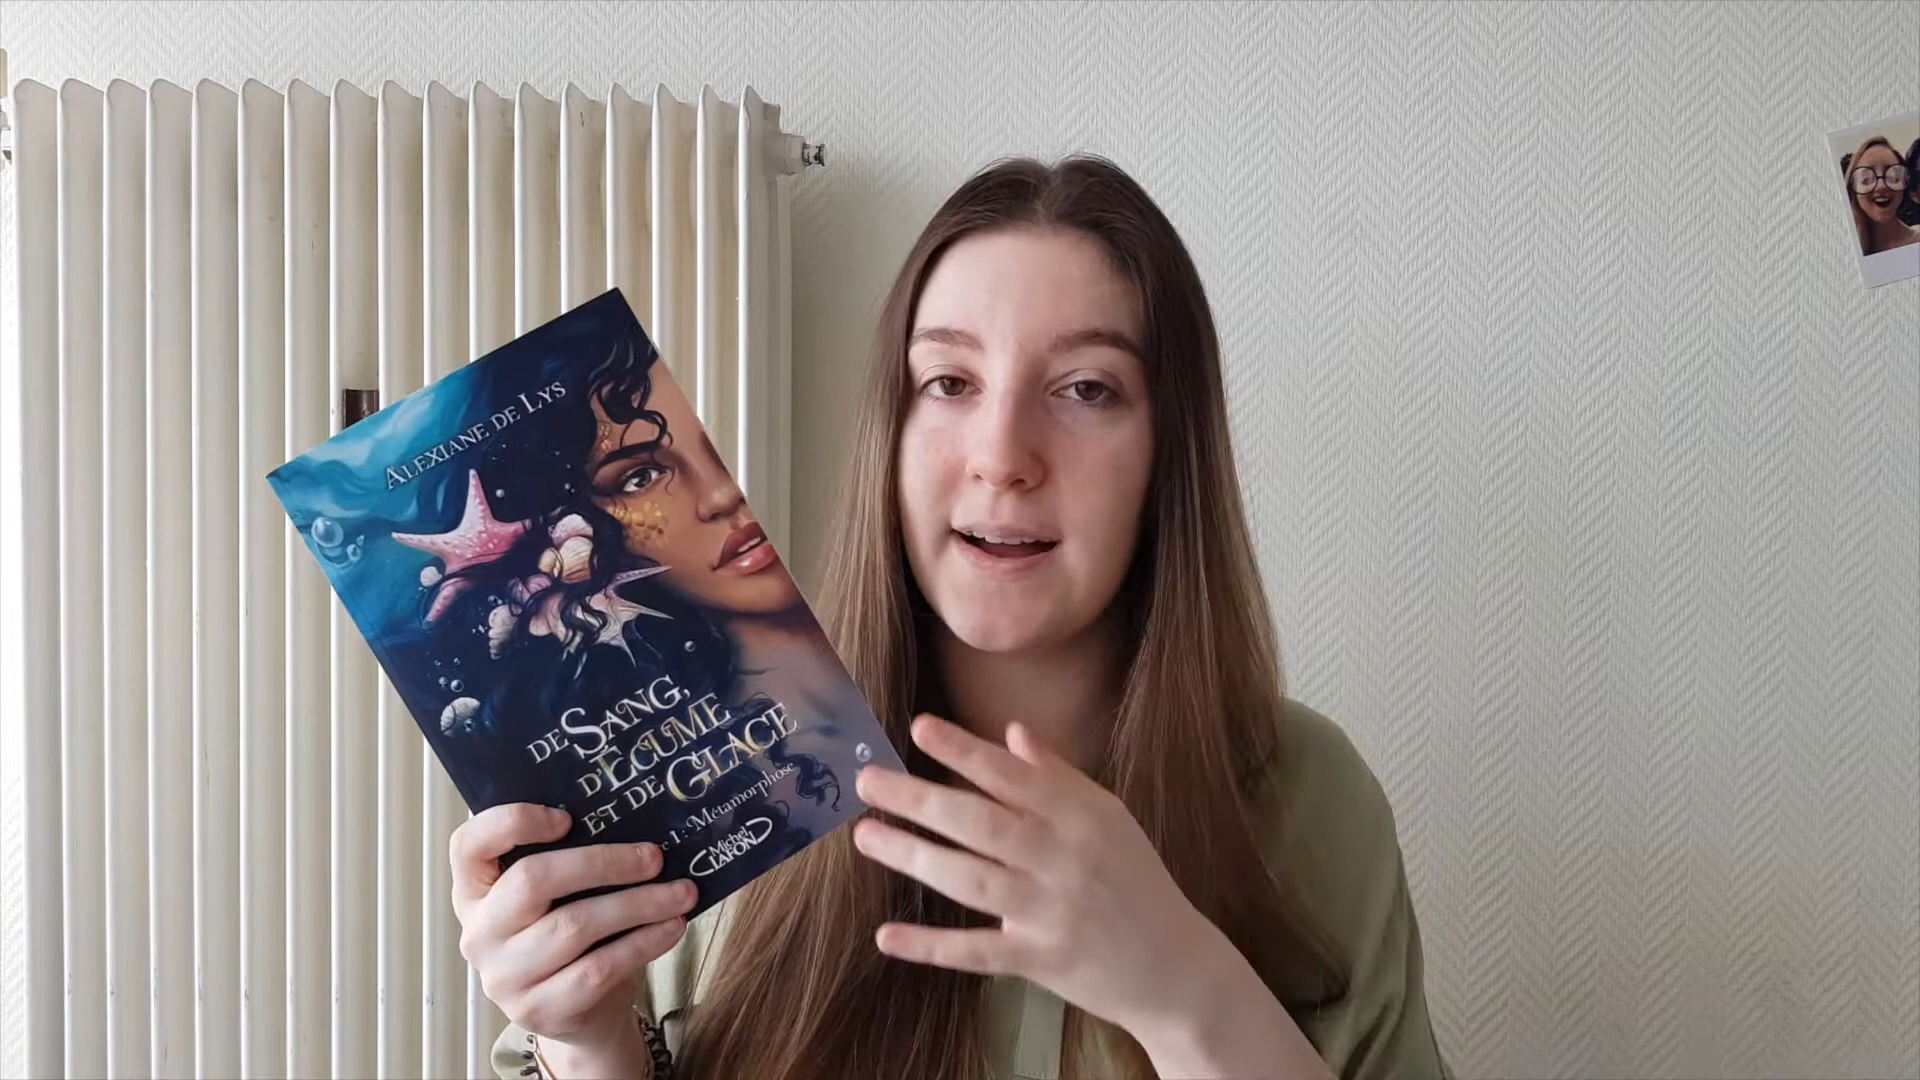 ALEXIANE DE LYS
DE SANG,
D'ÉCUME
ET DE GLACE
1 : Métamorphose
Michel
LAFON